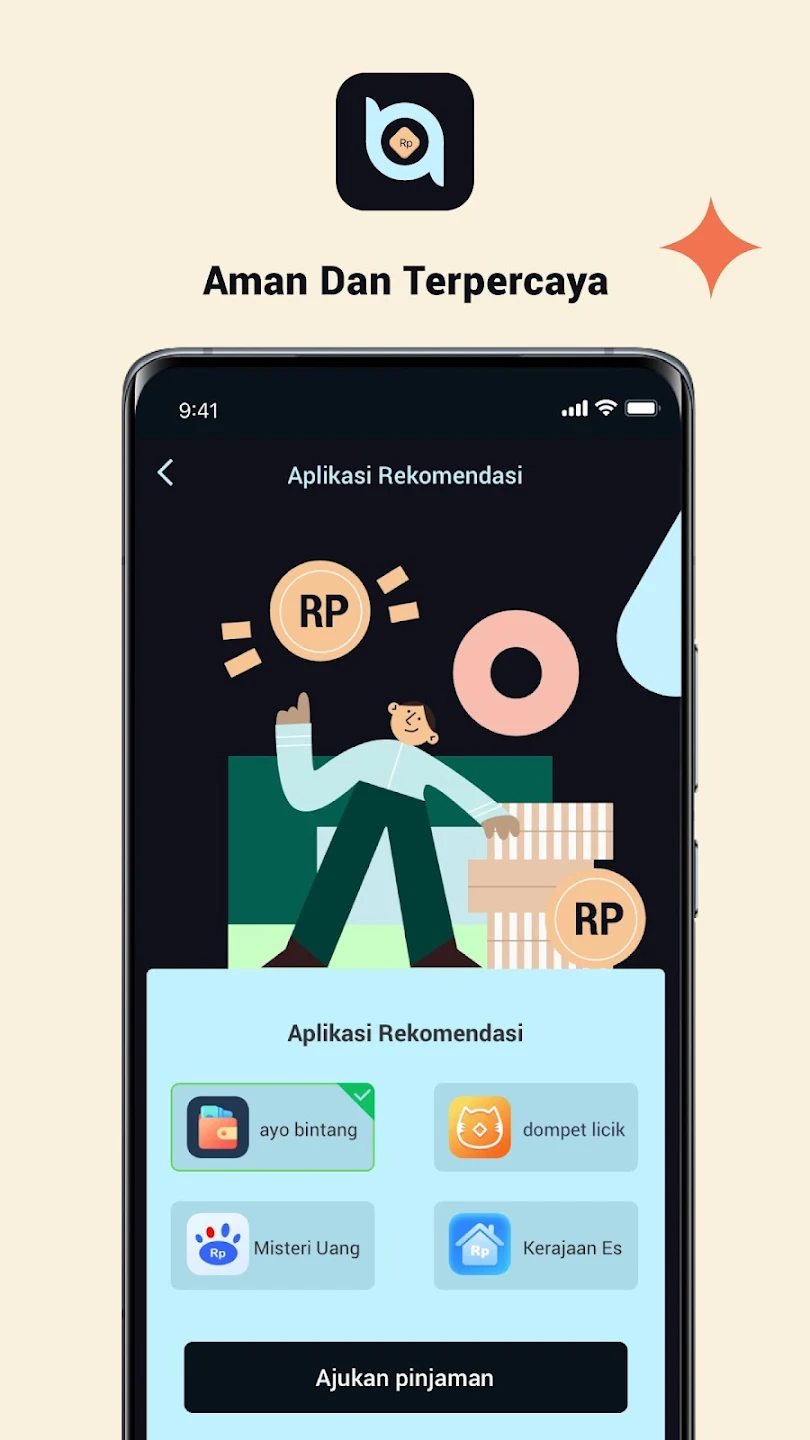 Rp
Aman Dan Terpercaya
9:41
Aplikasi Rekomendasi
RP
RP
Aplikasi Rekomendasi
ayo bintang
dompet licik
Rp
Misteri Uang
Rp
Kerajaan Es
Ajukan pinjaman